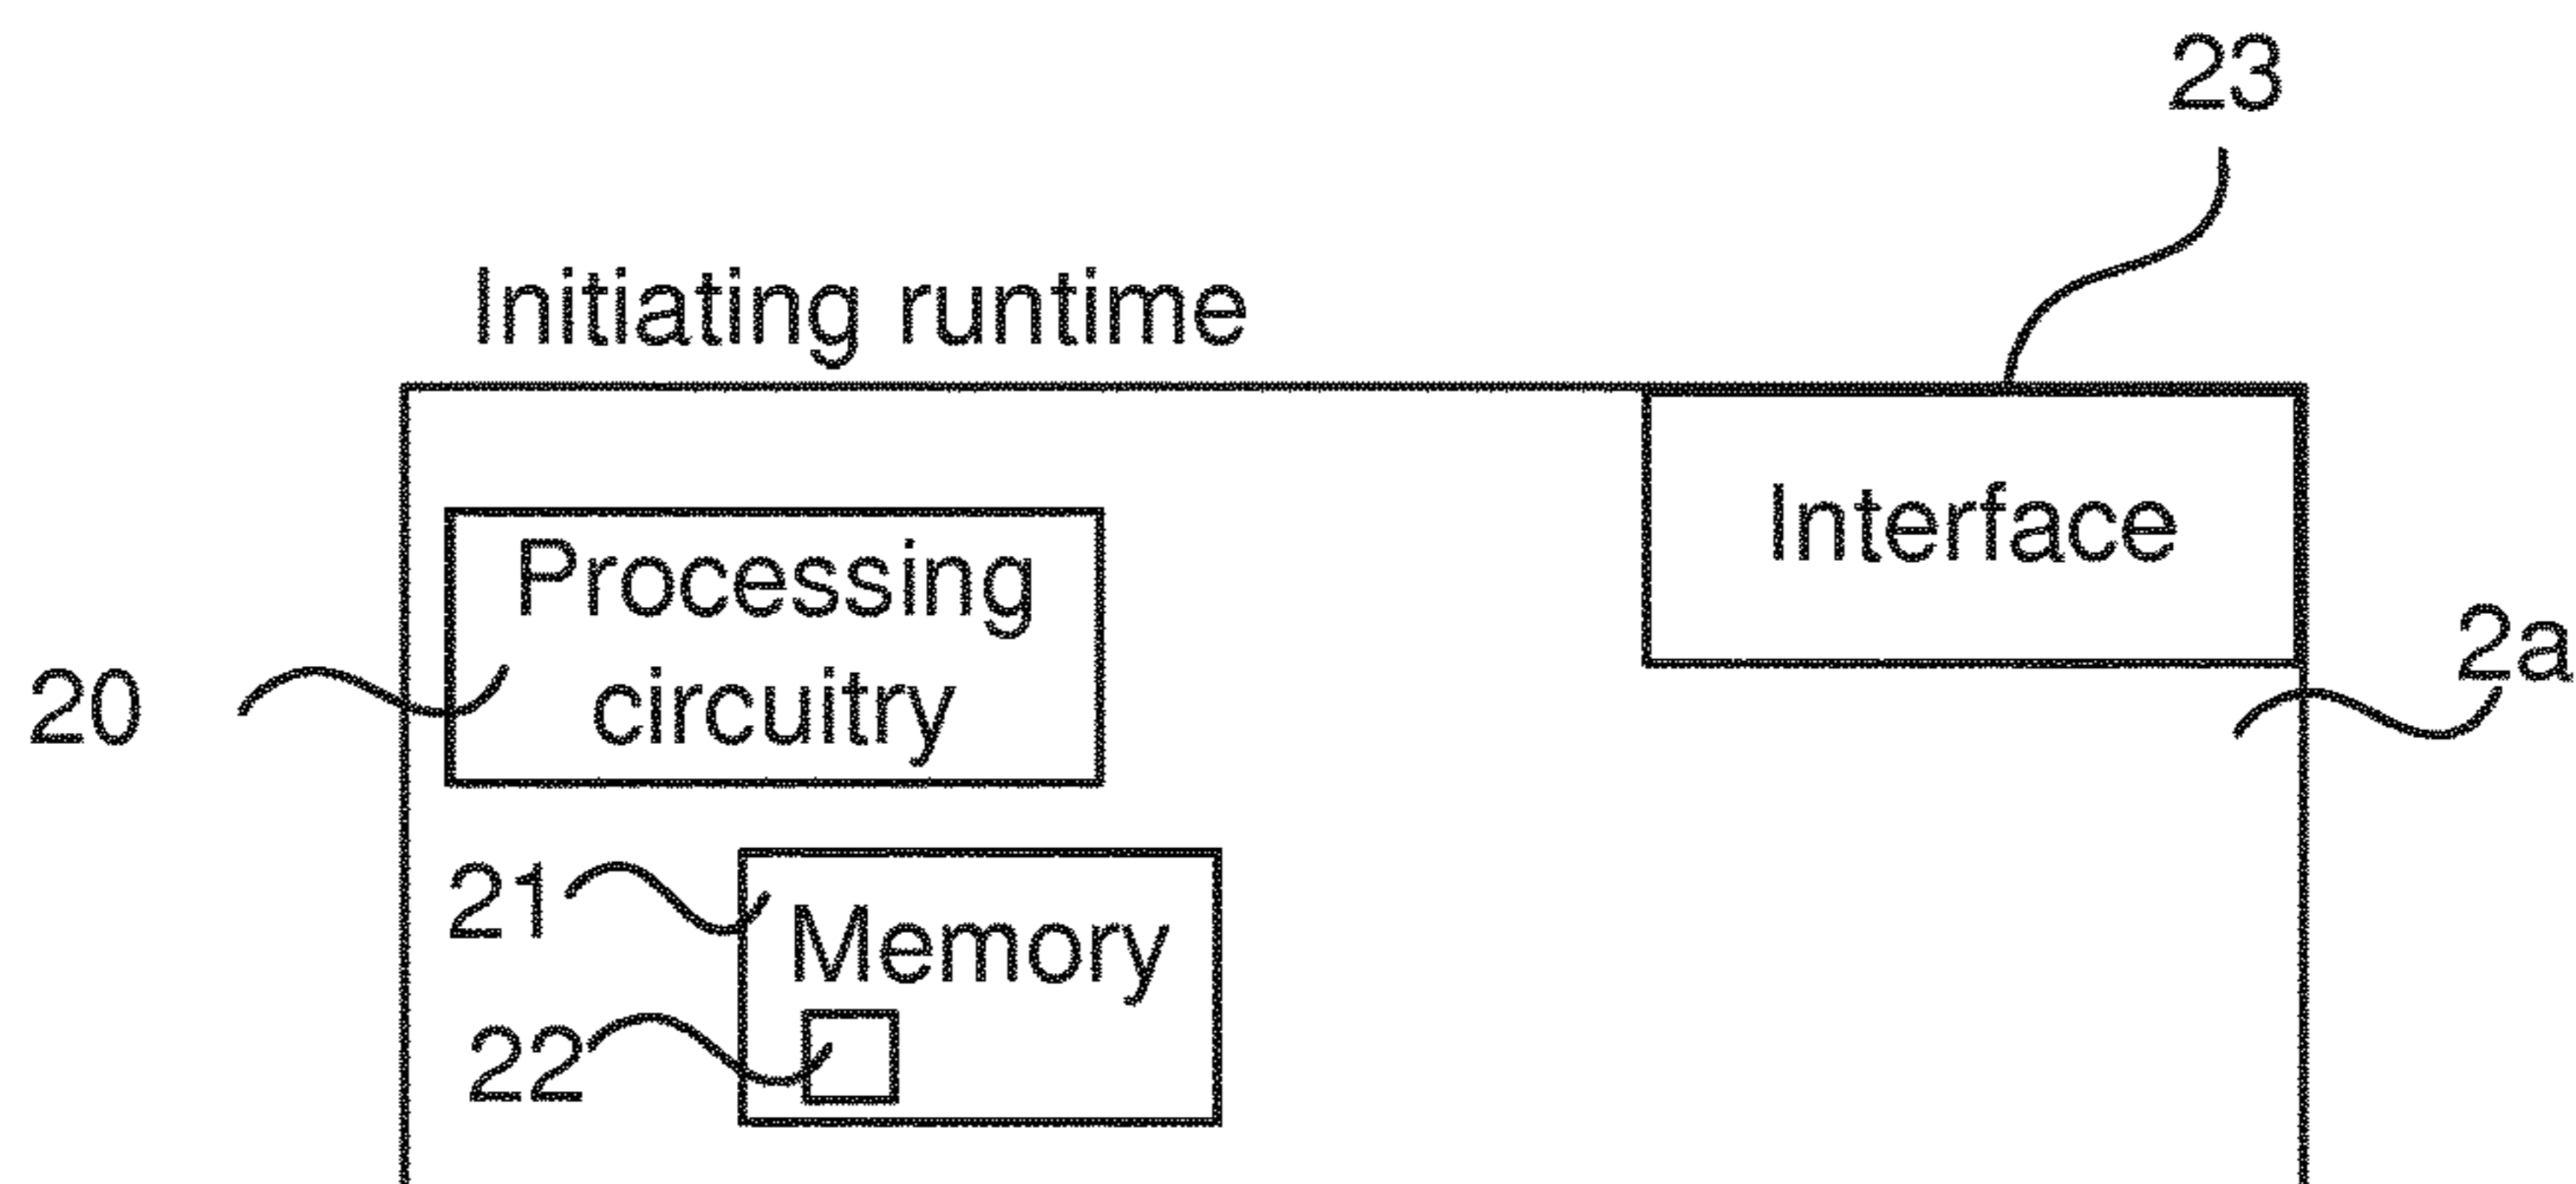 23
Initiating runtime
Interface
Processing
circuitry
2a
20
21
Memory
22